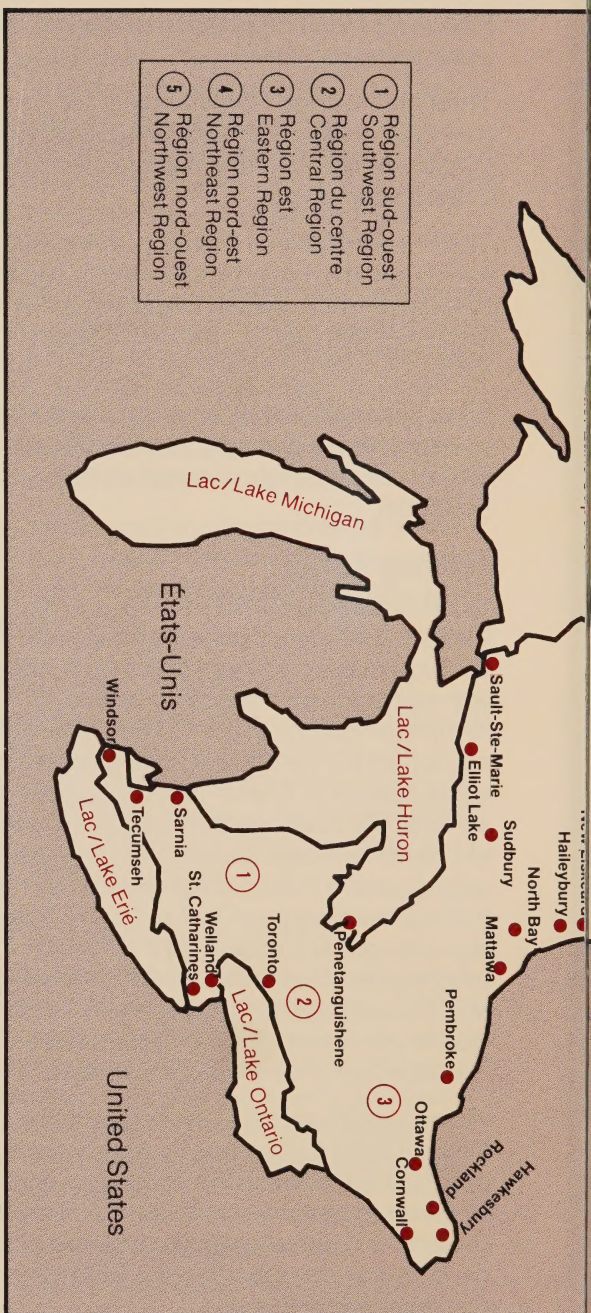 1 Région sud-ouest
Southwest Region
2 Région du centre
Central Region
3 Région est
Eastern Region
4 Région nord-est
Northeast Region
5 Région nord-ouest
Northwest Region
Haileybury
North Bay
Mattawa
Sudbury
Sault-Ste-Marie
Elliot Lake
Pembroke
Hawkesbury
Rockland
Ottawa
Cornwall
3
Lac/Lake Michigan
Lac/Lake Huron
Penetanguishene
2
Toronto
1
Lac/Lake Ontario
Sarnia
Welland
St. Catharines
Tecumseh
Windsor
Lac/Lake Erié
États-Unis
United States